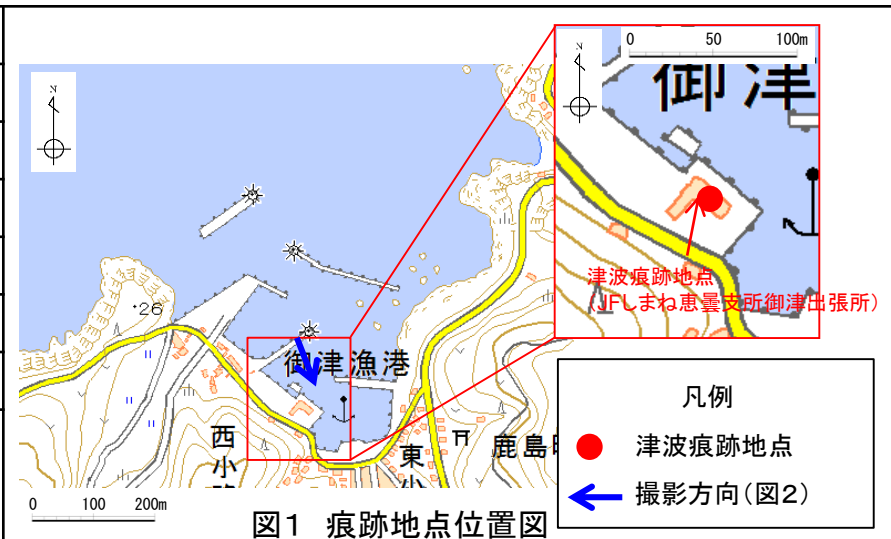 0 50 100m
N
御津
津波痕跡地点
(JFしまね恵曇支所御津出張所)
N
26
御津漁港
西小路
東小
鹿島町
0 100 200m
凡例
津波痕跡地点
撮影方向(図2)
図1 痕跡地点位置図